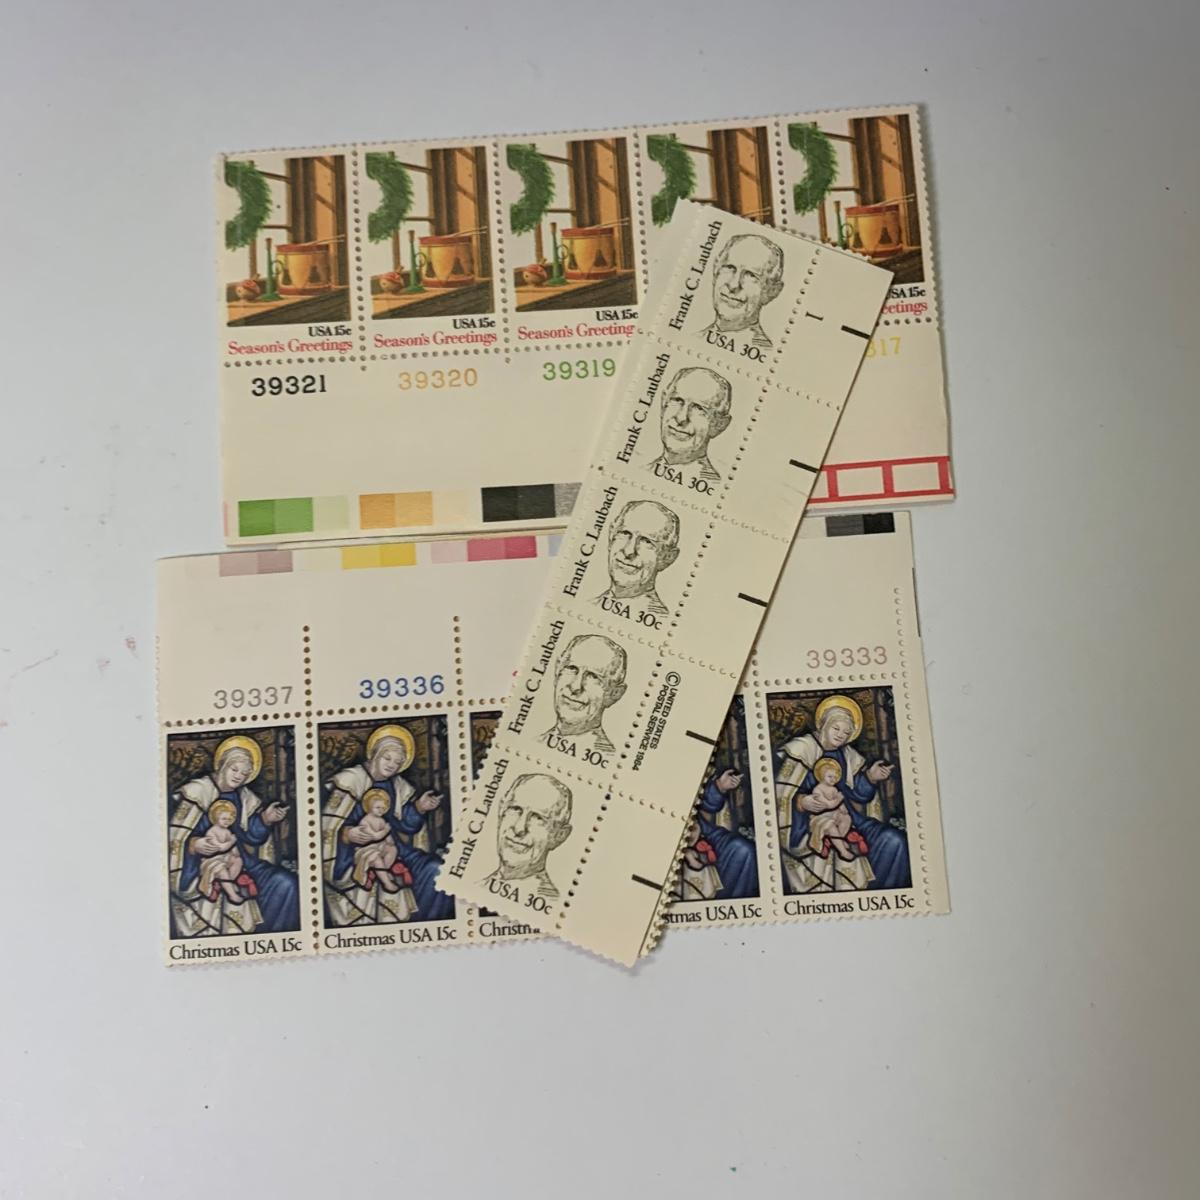 USA 15c
Season's Greetings
USA 15c
Season's Greetings
USA 15c
Season's Greetings
USA 15c
eetings
39321
39320
39319
317
Frank C. Laubach
USA 30c
1
Frank C. Laubach
USA 30c
Frank C. Laubach
USA 30c
Frank C. Laubach
USA 30c
© UNITED STATES
POSTAL SERVICE 1984
Frank C. Laubach
USA 30c
39337
39336
39333
Christmas USA 15c
Christmas USA 15c
Christm
stmas USA 15c
Christmas USA 15c